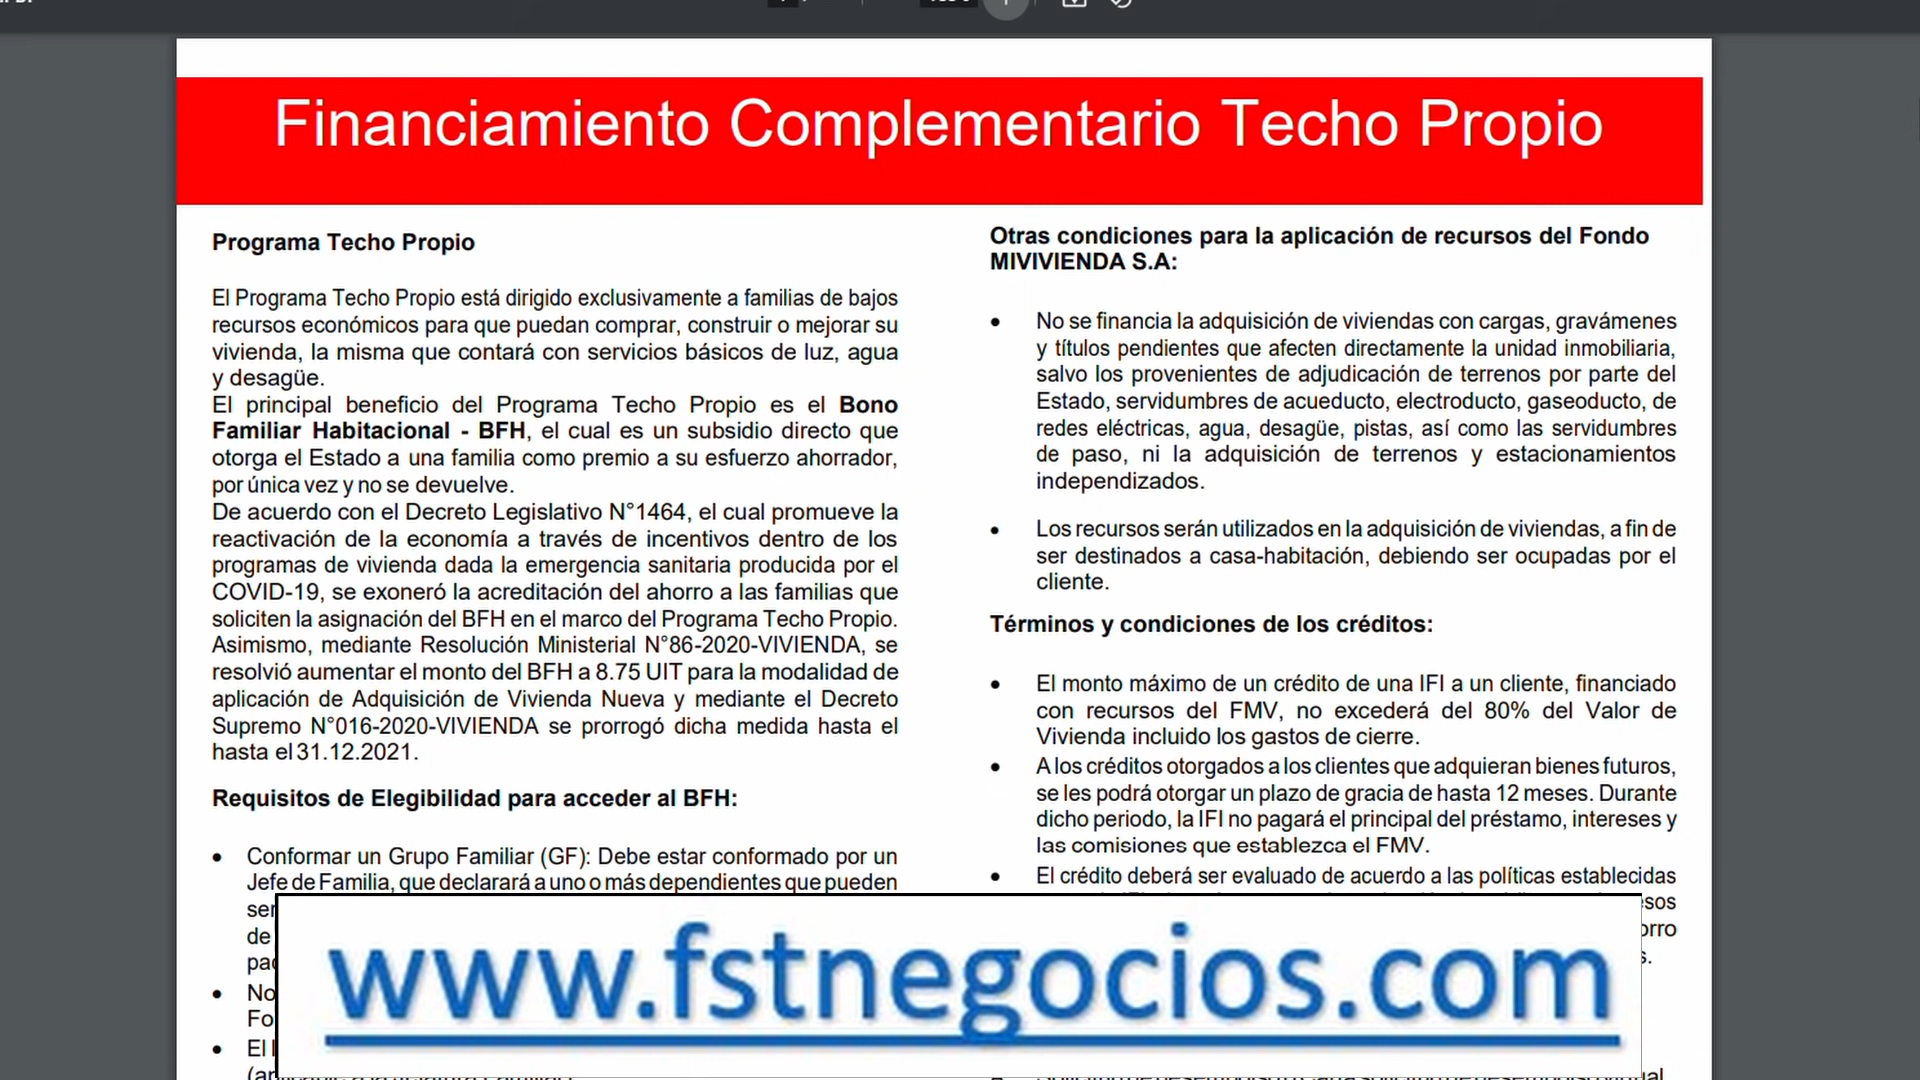 Financiamiento Complementario Techo Propio
Programa Techo Propio
El Programa Techo Propio está dirigido exclusivamente a familias de bajos
recursos económicos para que puedan comprar, construir o mejorar su
vivienda, la misma que contará con servicios básicos de luz, agua
y desagüe.
El principal beneficio del Programa Techo Propio es el Bono
Familiar Habitacional - BFH, el cual es un subsidio directo que
otorga el Estado a una familia como premio a su esfuerzo ahorrador,
por única vez y no se devuelve.
De acuerdo con el Decreto Legislativo N°1464, el cual promueve la
reactivación de la economía a través de incentivos dentro de los
programas de vivienda dada la emergencia sanitaria producida por el
COVID-19, se exoneró la acreditación del ahorro a las familias que
soliciten la asignación del BFH en el marco del Programa Techo Propio.
Asimismo, mediante Resolución Ministerial N°86-2020-VIVIENDA, se
resolvió aumentar el monto del BFH a 8.75 UIT para la modalidad de
aplicación de Adquisición de Vivienda Nueva y mediante el Decreto
Supremo N°016-2020-VIVIENDA se prorrogó dicha medida hasta el
hasta el 31.12.2021.
Requisitos de Elegibilidad para acceder al BFH:
• Conformar un Grupo Familiar (GF): Debe estar conformado por un
Jefe de Familia, que declarará a uno o más dependientes que pueden
de
• No
• El
Otras condiciones para la aplicación de recursos del Fondo
MIVIVIENDA S.A:
• No se financia la adquisición de viviendas con cargas, gravámenes
y títulos pendientes que afecten directamente la unidad inmobiliaria,
salvo los provenientes de adjudicación de terrenos por parte del
Estado, servidumbres de acueducto, electroducto, gaseoducto, de
redes eléctricas, agua, desagüe, pistas, así como las servidumbres
de paso, ni la adquisición de terrenos y estacionamientos
independizados.
• Los recursos serán utilizados en la adquisición de viviendas, a fin de
ser destinados a casa-habitación, debiendo ser ocupadas por el
cliente.
Términos y condiciones de los créditos:
• El monto máximo de un crédito de una IFI a un cliente, financiado
con recursos del FMV, no excederá del 80% del Valor de
Vivienda incluido los gastos de cierre.
• A los créditos otorgados a los clientes que adquieran bienes futuros,
se les podrá otorgar un plazo de gracia de hasta 12 meses. Durante
dicho periodo, la IFI no pagará el principal del préstamo, intereses y
las comisiones que establezca el FMV.
• El crédito deberá ser evaluado de acuerdo a las políticas establecidas
www.fstnegocios.com